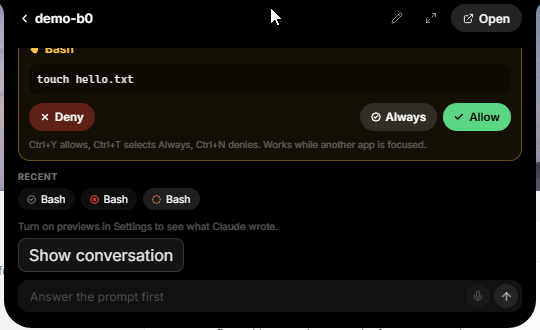 demo-b0
Open
Bash
touch hello.txt
Deny
Always
Allow
Ctrl+Y allows, Ctrl+T selects Always, Ctrl+N denies. Works while another app is focused.
RECENT
Bash
Bash
Bash
Turn on previews in Settings to see what Claude wrote.
Show conversation
Answer the prompt first